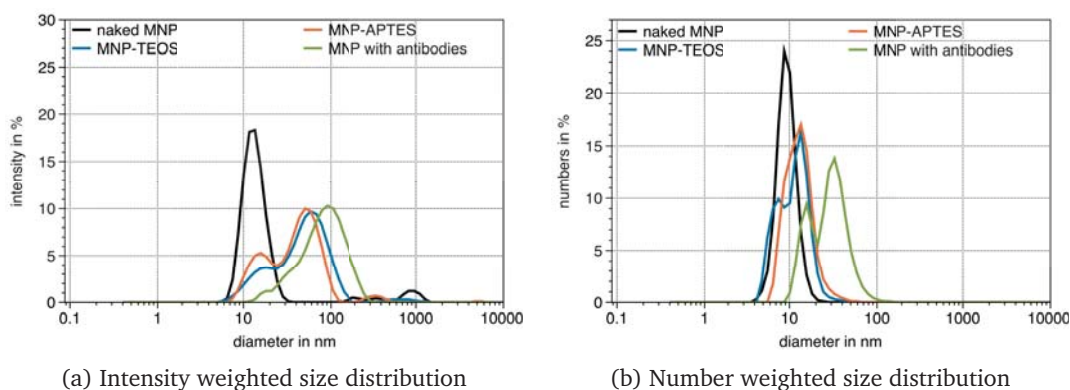 naked MNP MNP-APTES
MNP-TEOS MNP with antibodies
30
25
20
15
10
5
0
intensity in %
0.1 1 10 100 1000 10000
diameter in nm
(a) Intensity weighted size distribution
naked MNP MNP-APTES
MNP-TEOS MNP with antibodies
25
20
15
10
5
0
numbers in %
0.1 1 10 100 1000 10000
diameter in nm
(b) Number weighted size distribution